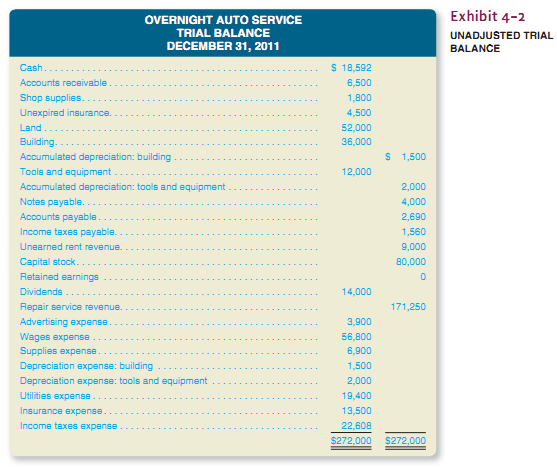 OVERNIGHT AUTO SERVICE
TRIAL BALANCE
DECEMBER 31, 2011
Exhibit 4-2
UNADJUSTED TRIAL
BALANCE
Cash $ 18,592
Accounts receivable 6,500
Shop supplies 1,800
Unexpired insurance 4,500
Land 52,000
Building 36,000
Accumulated depreciation: building $ 1,500
Tools and equipment 12,000
Accumulated depreciation: tools and equipment 2,000
Notes payable 4,000
Accounts payable 2,690
Income taxes payable 1,560
Unearned rent revenue 9,000
Capital stock 80,000
Retained earnings 0
Dividends 14,000
Repair service revenue 171,250
Advertising expense 3,900
Wages expense 56,800
Supplies expense 6,900
Depreciation expense: building 1,500
Depreciation expense: tools and equipment 2,000
Utilities expense 19,400
Insurance expense 13,500
Income taxes expense 22,608
$272,000 $272,000